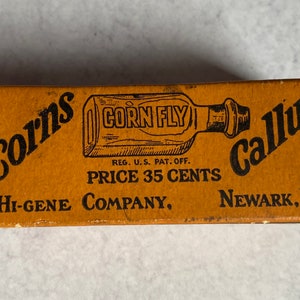 Corns
CORN FLY
Callu
REG. U.S. PAT. OFF.
PRICE 35 CENTS
HI-GENE COMPANY, NEWARK,